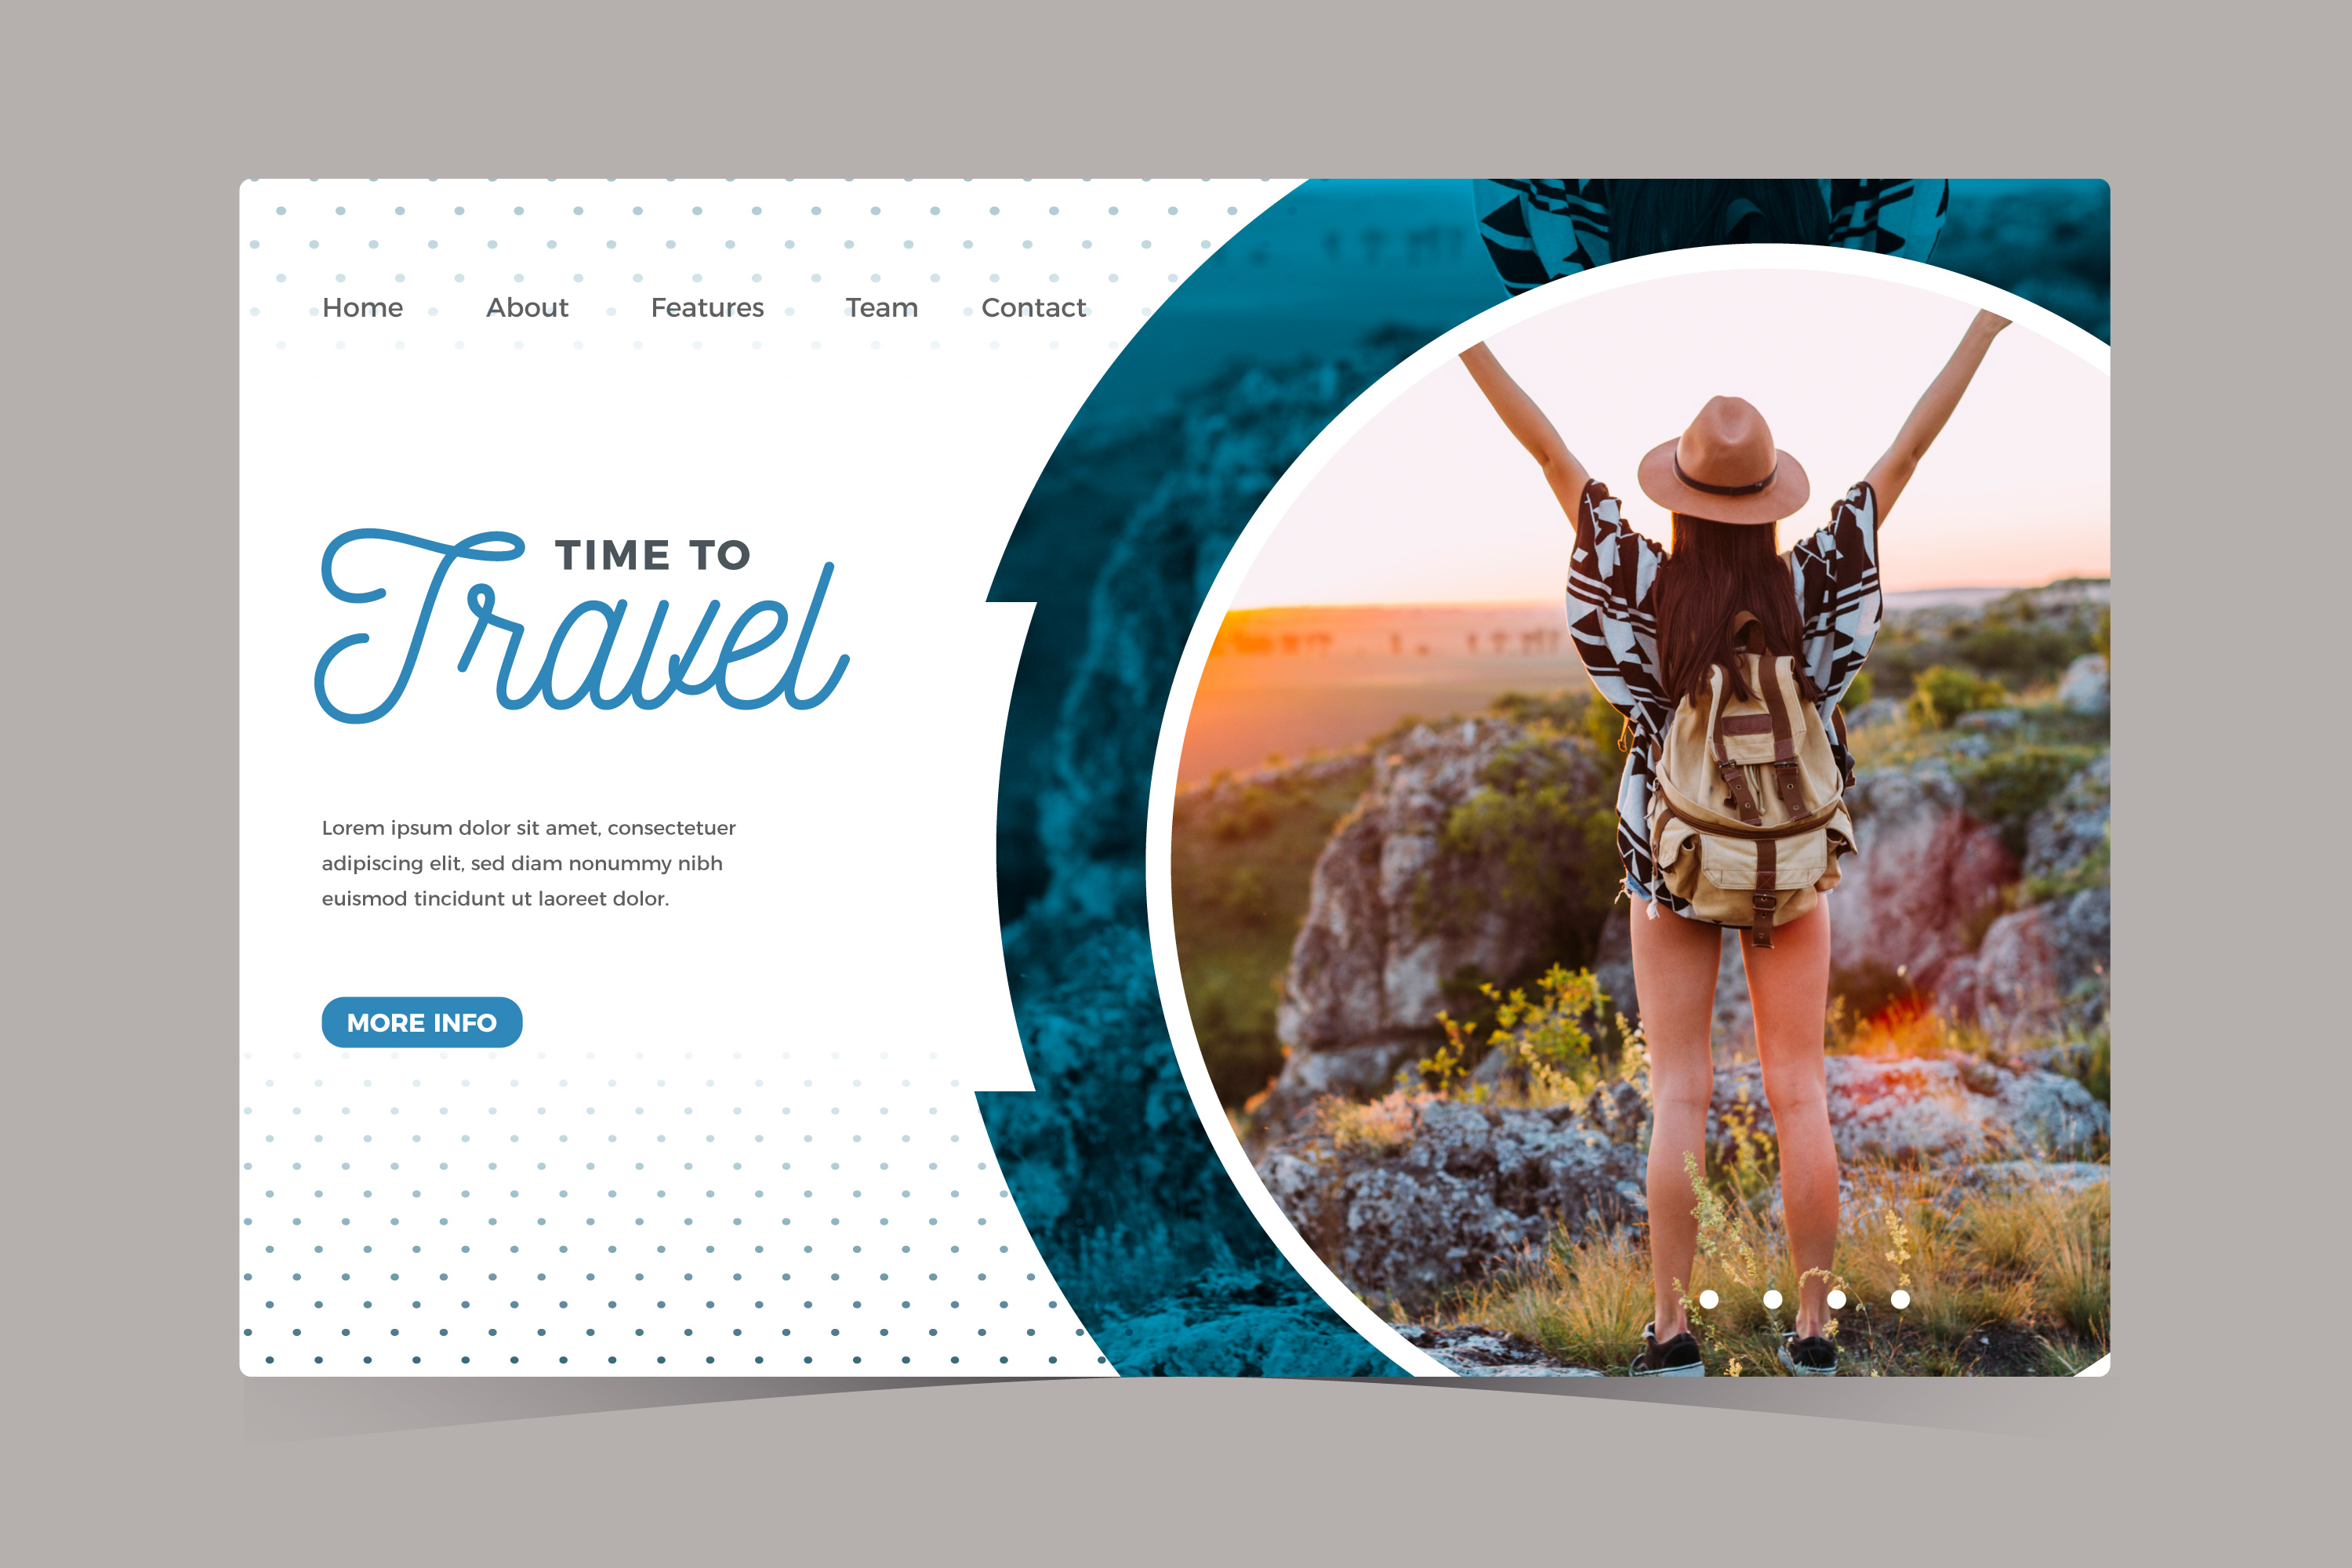 Home About Features Team Contact
TIME TO
Travel
Lorem ipsum dolor sit amet, consectetuer
adipiscing elit, sed diam nonummy nibh
euismod tincidunt ut laoreet dolor.
MORE INFO